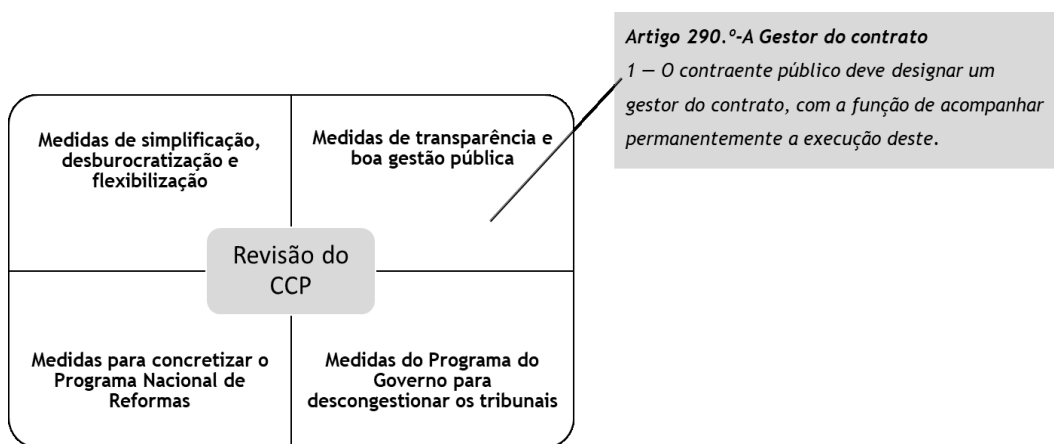 Artigo 290.º-A Gestor do contrato
1 — O contraente público deve designar um
gestor do contrato, com a função de acompanhar
permanentemente a execução deste.
Medidas de simplificação,
desburocratização e
flexibilização
Medidas de transparência e
boa gestão pública
Revisão do
CCP
Medidas para concretizar o
Programa Nacional de
Reformas
Medidas do Programa do
Governo para
descongestionar os tribunais